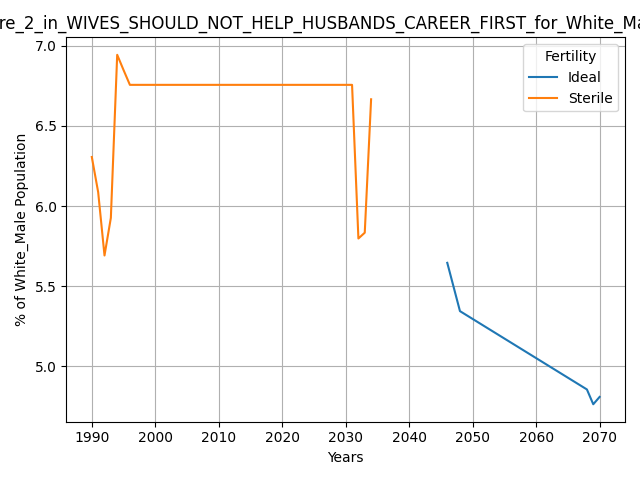 re_2_in_WIVES_SHOULD_NOT_HELP_HUSBANDS_CAREER_FIRST_for_White_Ma
Fertility
Ideal
Sterile
% of White_Male Population
7.0
6.5
6.0
5.5
5.0
1990 2000 2010 2020 2030 2040 2050 2060 2070
Years